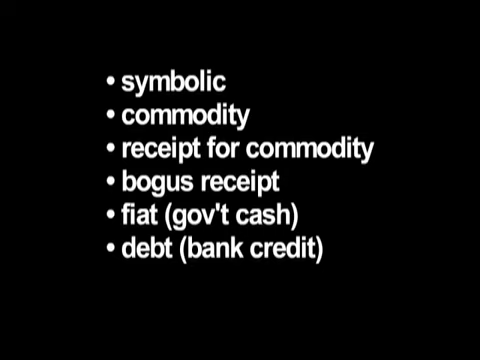 • symbolic
• commodity
• receipt for commodity
• bogus receipt
• fiat (gov't cash)
• debt (bank credit)